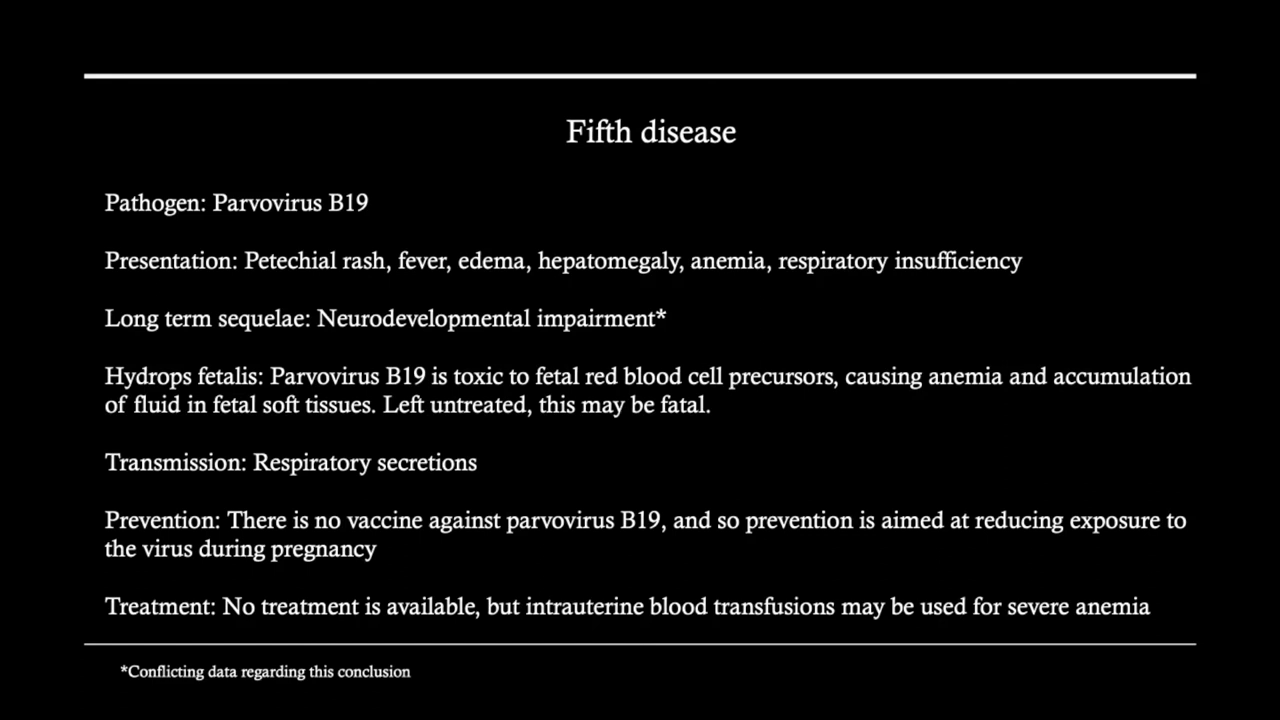 Fifth disease
Pathogen: Parvovirus B19
Presentation: Petechial rash, fever, edema, hepatomegaly, anemia, respiratory insufficiency
Long term sequelae: Neurodevelopmental impairment*
Hydrops fetalis: Parvovirus B19 is toxic to fetal red blood cell precursors, causing anemia and accumulation
of fluid in fetal soft tissues. Left untreated, this may be fatal.
Transmission: Respiratory secretions
Prevention: There is no vaccine against parvovirus B19, and so prevention is aimed at reducing exposure to
the virus during pregnancy
Treatment: No treatment is available, but intrauterine blood transfusions may be used for severe anemia
*Conflicting data regarding this conclusion